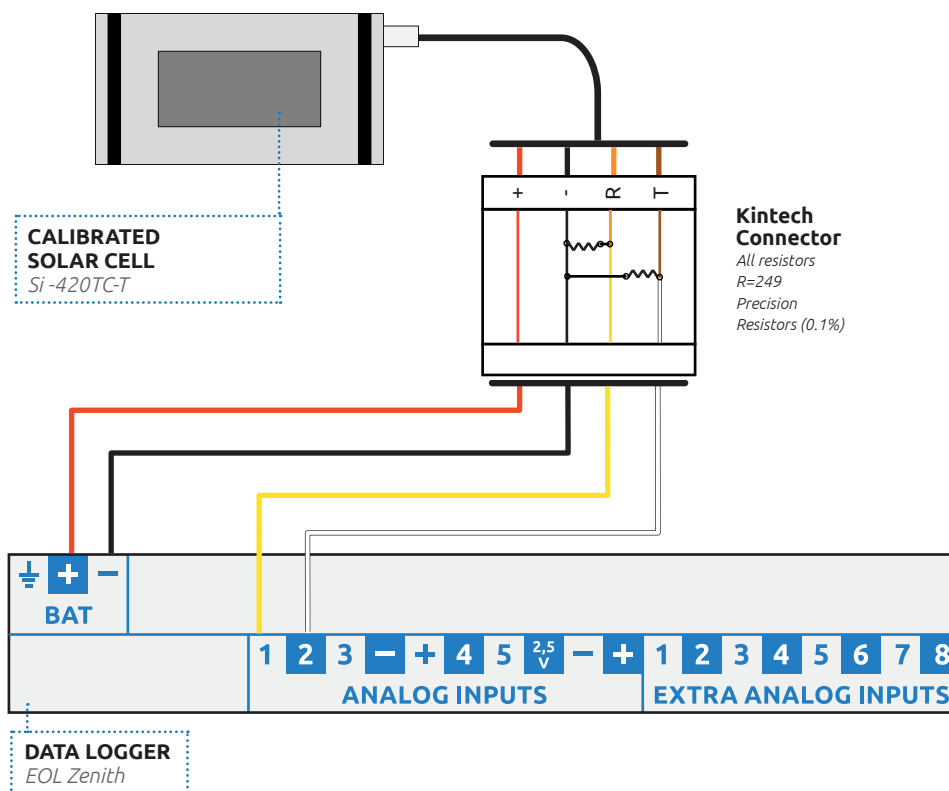 + - R T
CALIBRATED
SOLAR CELL
Si -420TC-T
Kintech
Connector
All resistors
R=249
Precision
Resistors (0.1%)
+ −
BAT
1 2 3 − + 4 5 2,5 V − + 1 2 3 4 5 6 7 8
ANALOG INPUTS EXTRA ANALOG INPUTS
DATA LOGGER
EOL Zenith